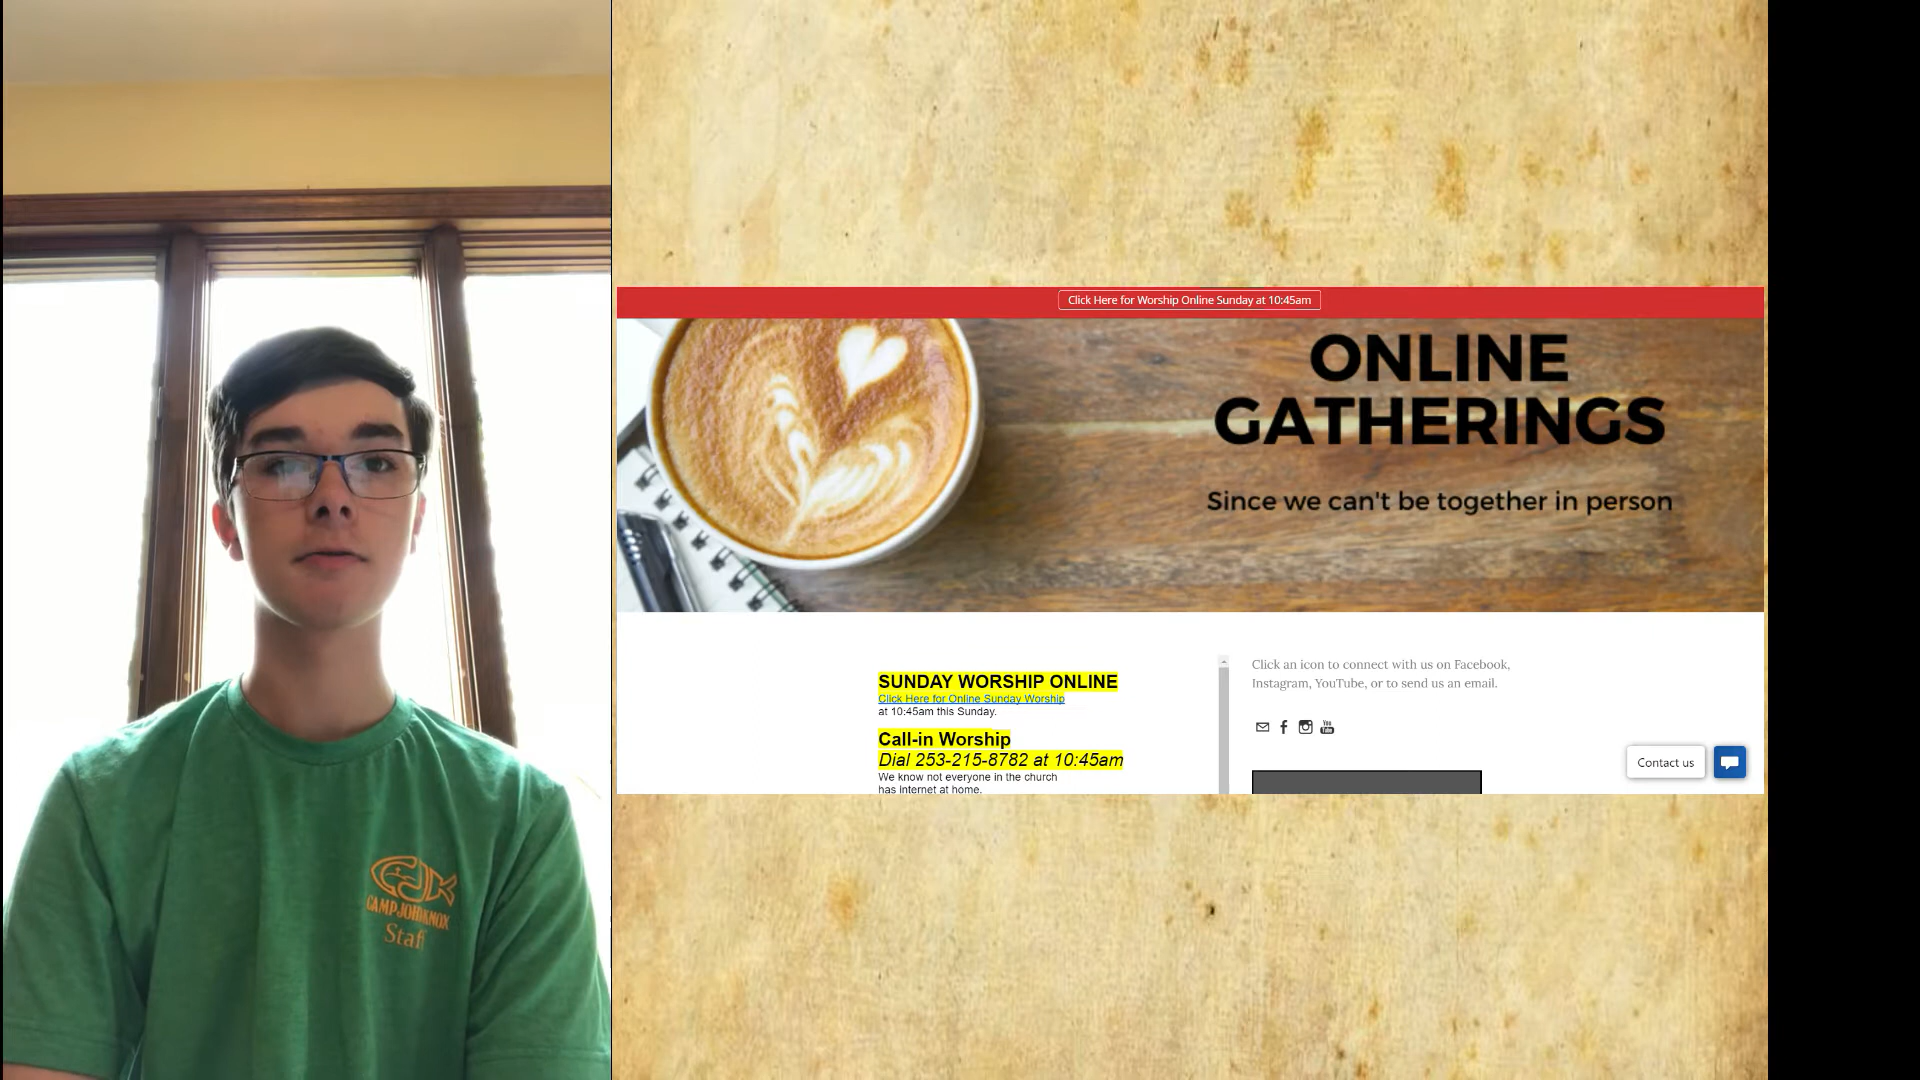 Click Here for Worship Online Sunday at 10:45am
ONLINE
GATHERINGS
Since we can't be together in person
SUNDAY WORSHIP ONLINE
Click Here for Online Sunday Worship
at 10:45am this Sunday.
Call-in Worship
Dial 253-215-8782 at 10:45am
We know not everyone in the church
has internet at home.
Click an icon to connect with us on Facebook,
Instagram, YouTube, or to send us an email.
You
Tube
Contact us
CAMP JOHN KNOX
Staff